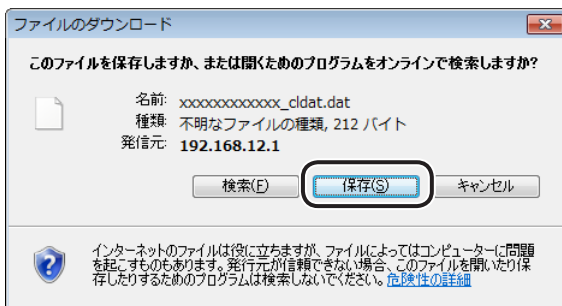 ファイルのダウンロード
このファイルを保存しますか、または開くためのプログラムをオンラインで検索しますか?
名前: xxxxxxxxxxxxx_cldat.dat
種類: 不明なファイルの種類, 212 バイト
発信元: 192.168.12.1
検索(F) 保存(S) キャンセル
インターネットのファイルは役に立ちますが、ファイルによってはコンピューターに問題
を起こすものもあります。発行元が信頼できない場合、このファイルを開いたり保
存したりするためのプログラムは検索しないでください。危険性の詳細